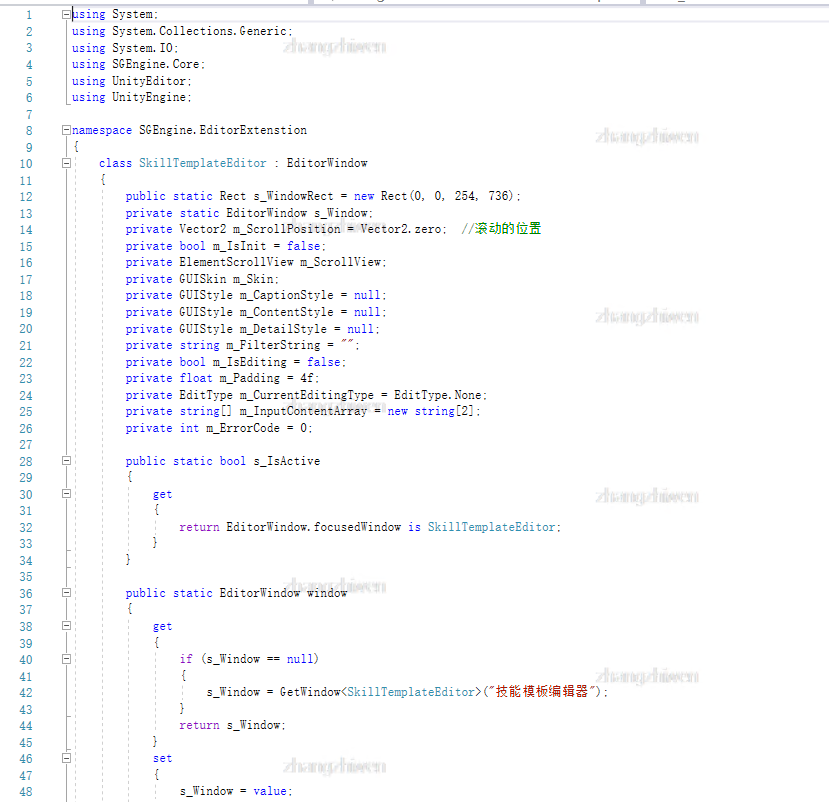 1 using System;
2 using System.Collections.Generic;
3 using System.IO;
4 using SGEngine.Core;
5 using UnityEditor;
6 using UnityEngine;
7
8 namespace SGEngine.EditorExtenstion
9 {
10 class SkillTemplateEditor : EditorWindow
11 {
12 public static Rect s_WindowRect = new Rect(0, 0, 254, 736);
13 private static EditorWindow s_Window;
14 private Vector2 m_ScrollPosition = Vector2.zero; //滚动的位置
15 private bool m_IsInit = false;
16 private ElementScrollView m_ScrollView;
17 private GUISkin m_Skin;
18 private GUIStyle m_CaptionStyle = null;
19 private GUIStyle m_ContentStyle = null;
20 private GUIStyle m_DetailStyle = null;
21 private string m_FilterString = "";
22 private bool m_IsEditing = false;
23 private float m_Padding = 4f;
24 private EditType m_CurrentEditingType = EditType.None;
25 private string[] m_InputContentArray = new string[2];
26 private int m_ErrorCode = 0;
27
28 public static bool s_IsActive
29 {
30 get
31 {
32 return EditorWindow.focusedWindow is SkillTemplateEditor;
33 }
34 }
35
36 public static EditorWindow window
37 {
38 get
39 {
40 if (s_Window == null)
41 {
42 s_Window = GetWindow<SkillTemplateEditor>("技能模板编辑器");
43 }
44 return s_Window;
45 }
46 set
47 {
48 s_Window = value;
zhangzhiwen
zhangzhiwen
zhangzhiwen
zhangzhiwen
zhangzhiwen
zhangzhiwen
zhangzhiwen
zhangzhiwen
zhangzhiwen